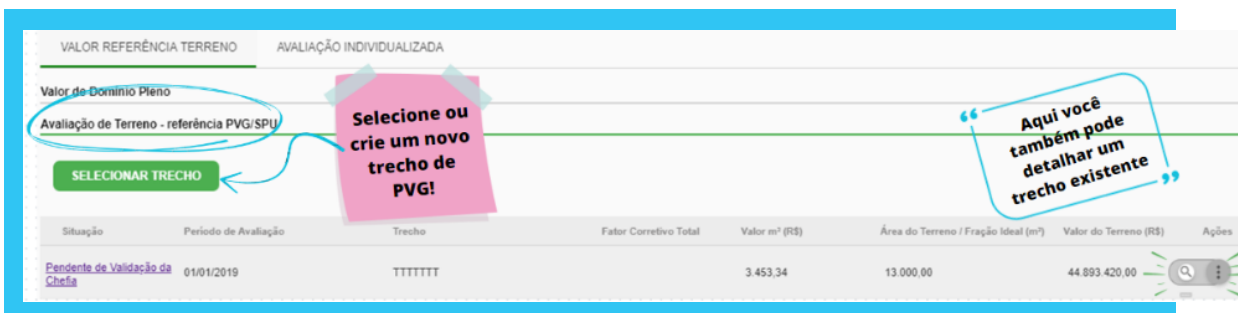 VALOR REFERÊNCIA TERRENO AVALIAÇÃO INDIVIDUALIZADA
Valor de Domínio Pleno
Avaliação de Terreno - referência PVG/SPU
SELECIONAR TRECHO
Selecione ou
crie um novo
trecho de
PVG!
“ Aqui você
também pode
detalhar um
trecho existente ”
Situação Período de Avaliação Trecho Fator Corretivo Total Valor m² (R$) Área do Terreno / Fração Ideal (m²) Valor do Terreno (R$) Ações
Pendente de Validação da
Chefia 01/01/2019 TTTTTTT 3.453,34 13.000,00 44.893.420,00